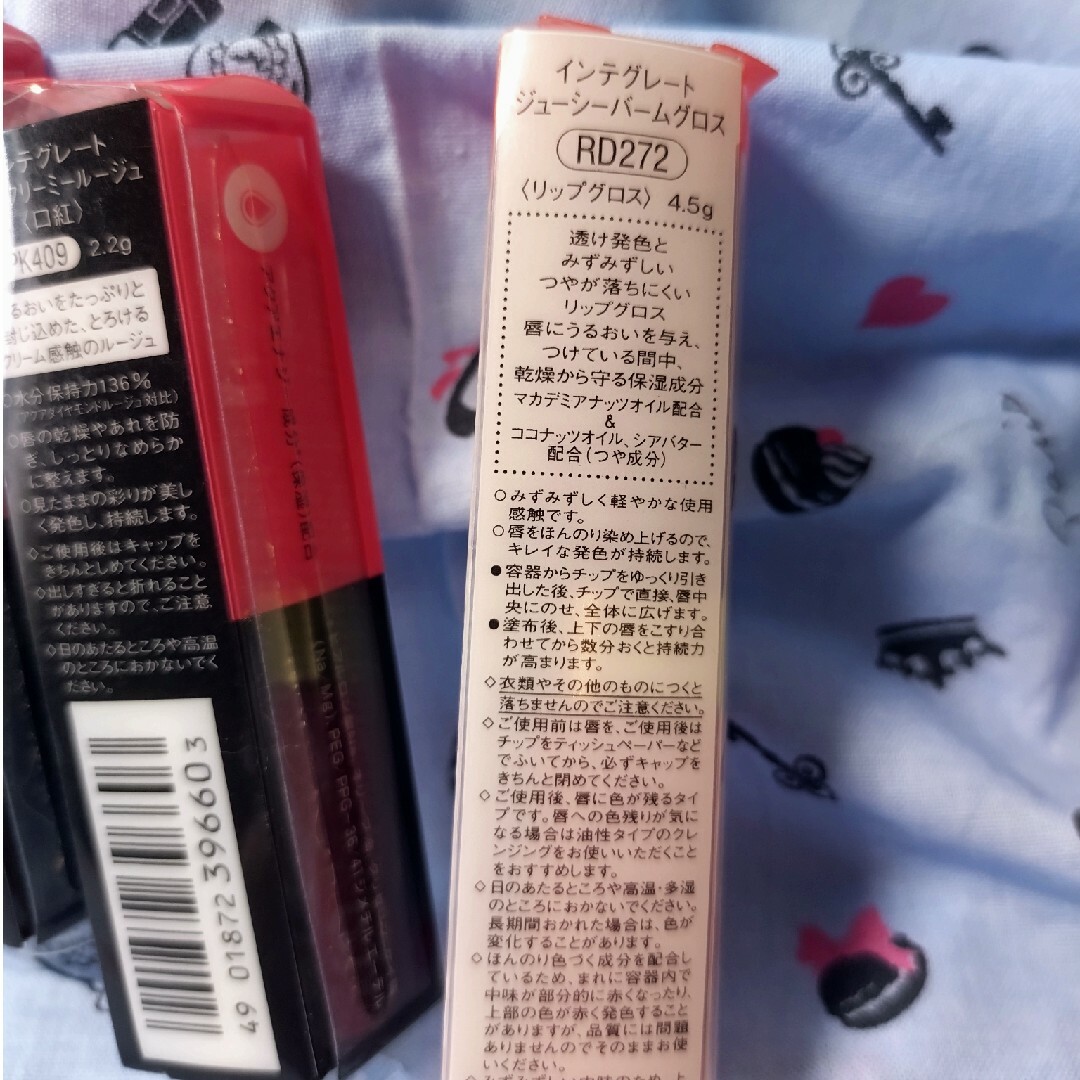 ンテグレート
クリーミールージュ
〈口紅〉
PK409 2.2g
るおいをたっぷりと
封じ込めた、とろける
クリーム感触のルージュ
○水分保持力136%
(アクアダイヤモンドルージュ対比)
○唇の乾燥やあれを防
ぎ、しっとりなめらか
に整えます。
○見たままの彩りが美し
く発色し、持続します。
◇ご使用後はキャップを
きちんとしめてください。
◇出しすぎると折れること
がありますので、ご注意
ください。
◇日のあたるところや高温
のところにおかないでく
ださい。
4901872396603
インテグレート
ジューシーバームグロス
RD272
〈リップグロス〉 4.5g
透け発色と
みずみずしい
つやが落ちにくい
リップグロス
唇にうるおいを与え、
つけている間中、
乾燥から守る保湿成分
マカデミアナッツオイル配合
&
ココナッツオイル、シアバター
配合(つや成分)
○みずみずしく軽やかな使用
感触です。
○唇をほんのり染め上げるので、
キレイな発色が持続します。
●容器からチップをゆっくり引き
出した後、チップで直接、唇中
央にのせ、全体に広げます。
●塗布後、上下の唇をこすり合
わせてから数分おくと持続力
が高まります。
◇衣類やその他のものにつくと
落ちませんのでご注意ください。
◇ご使用前は唇を、ご使用後は
チップをティッシュペーパーなど
でふいてから、必ずキャップを
きちんと閉めてください。
◇ご使用後、唇に色が残るタイ
プです。唇への色残りが気に
なる場合は油性タイプのクレ
ンジングをお使いいただくこと
をおすすめします。
◇日のあたるところや高温・多湿
のところにおかないでください。
長期間おかれた場合は、色が
変化することがあります。
◇ほんのり色づく成分を配合し
ているため、まれに容器内で
中味が部分的に赤くなったり、
上部の色が赤く発色すること
がありますが、品質には問題
ありませんのでそのままお使
いください。